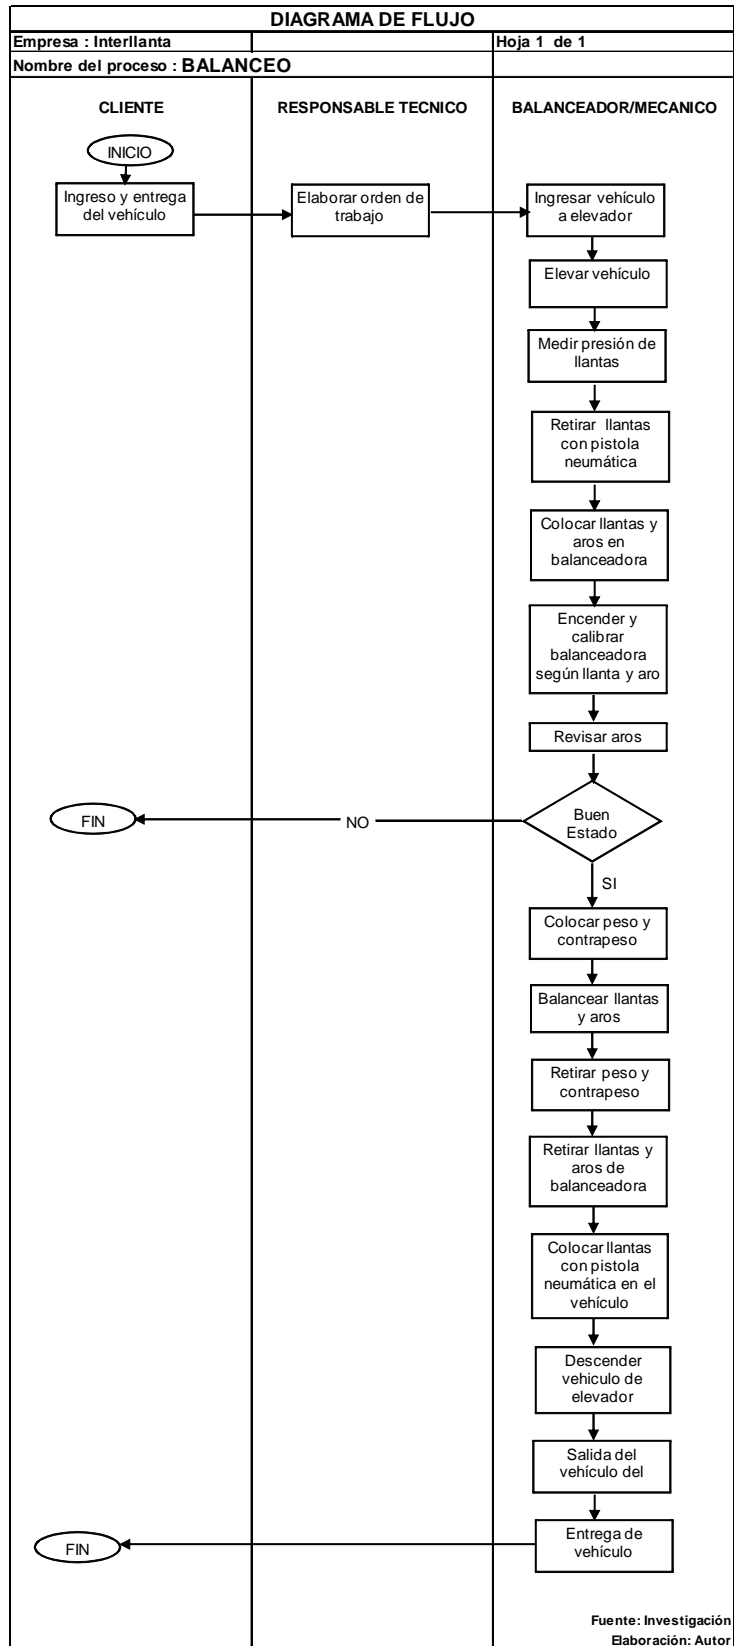 DIAGRAMA DE FLUJO
Empresa : Interllanta
Hoja 1 de 1
Nombre del proceso : BALANCEO
CLIENTE
RESPONSABLE TECNICO
BALANCEADOR/MECANICO
INICIO
Ingreso y entrega
del vehículo
Elaborar orden de
trabajo
Ingresar vehículo
a elevador
Elevar vehículo
Medir presión de
llantas
Retirar llantas
con pistola
neumática
Colocar llantas y
aros en
balanceadora
Encender y
calibrar
balanceadora
según llanta y aro
Revisar aros
Buen
Estado
NO
FIN
SI
Colocar peso y
contrapeso
Balancear llantas
y aros
Retirar peso y
contrapeso
Retirar llantas y
aros de
balanceadora
Colocar llantas
con pistola
neumática en el
vehículo
Descender
vehiculo de
elevador
Salida del
vehículo del
Entrega de
vehículo
FIN
Fuente: Investigación
Elaboración: Autor